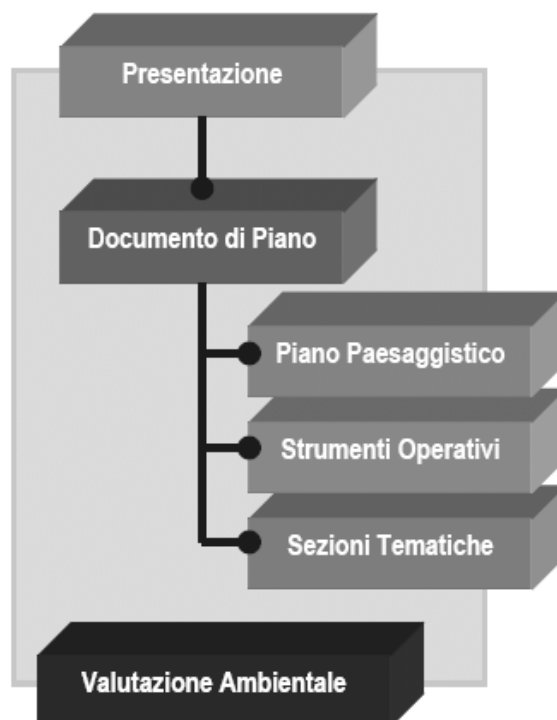 Presentazione
Documento di Piano
Piano Paesaggistico
Strumenti Operativi
Sezioni Tematiche
Valutazione Ambientale